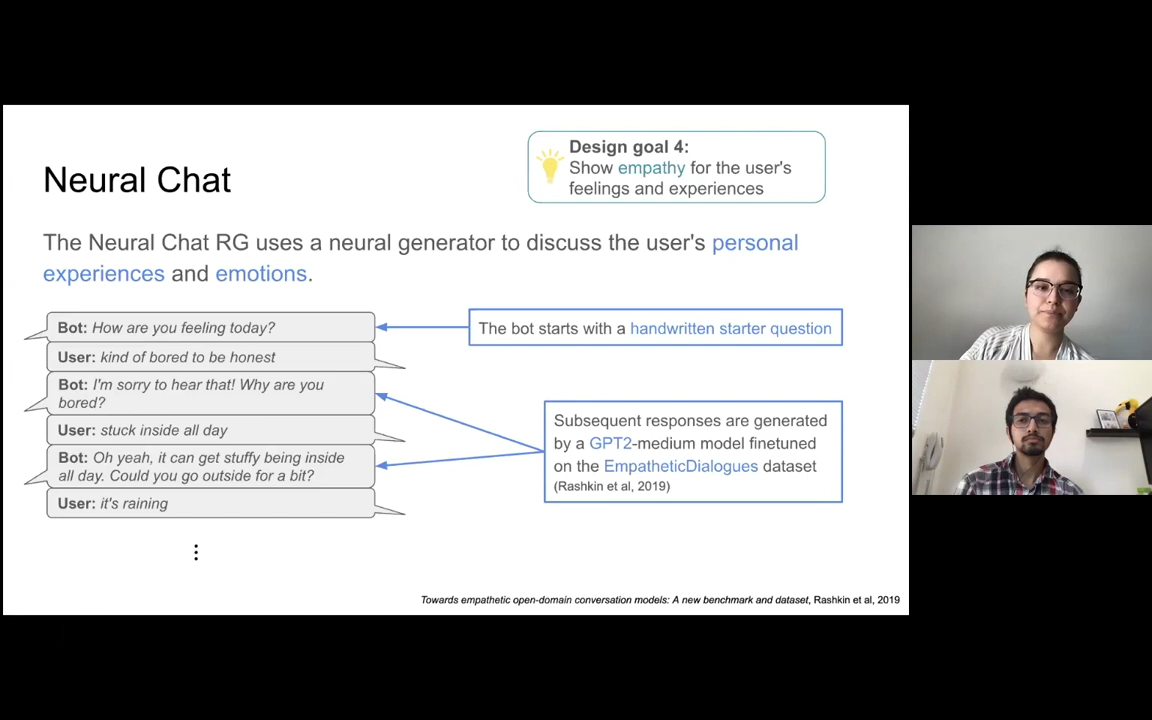 Neural Chat
Design goal 4:
Show empathy for the user's
feelings and experiences
The Neural Chat RG uses a neural generator to discuss the user's personal
experiences and emotions.
Bot: How are you feeling today?
The bot starts with a handwritten starter question
User: kind of bored to be honest
Bot: I'm sorry to hear that! Why are you
bored?
User: stuck inside all day
Bot: Oh yeah, it can get stuffy being inside
all day. Could you go outside for a bit?
User: it's raining
Subsequent responses are generated
by a GPT2-medium model finetuned
on the EmpatheticDialogues dataset
(Rashkin et al, 2019)
Towards empathetic open-domain conversation models: A new benchmark and dataset, Rashkin et al, 2019